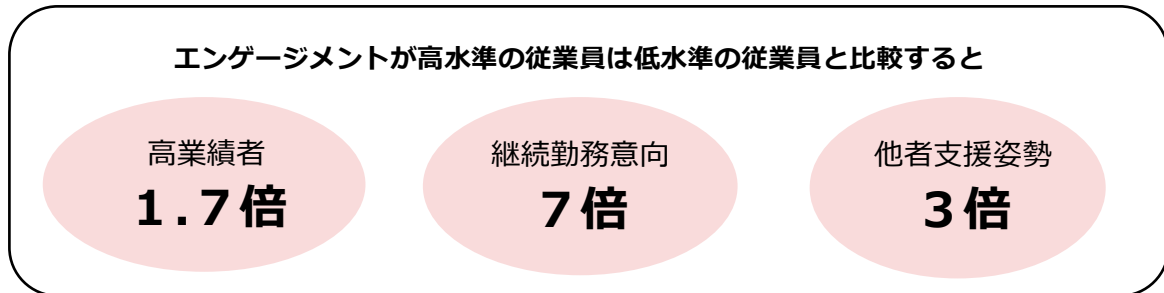 エンゲージメントが高水準の従業員は低水準の従業員と比較すると
高業績者
1.7倍
継続勤務意向
7倍
他者支援姿勢
3倍